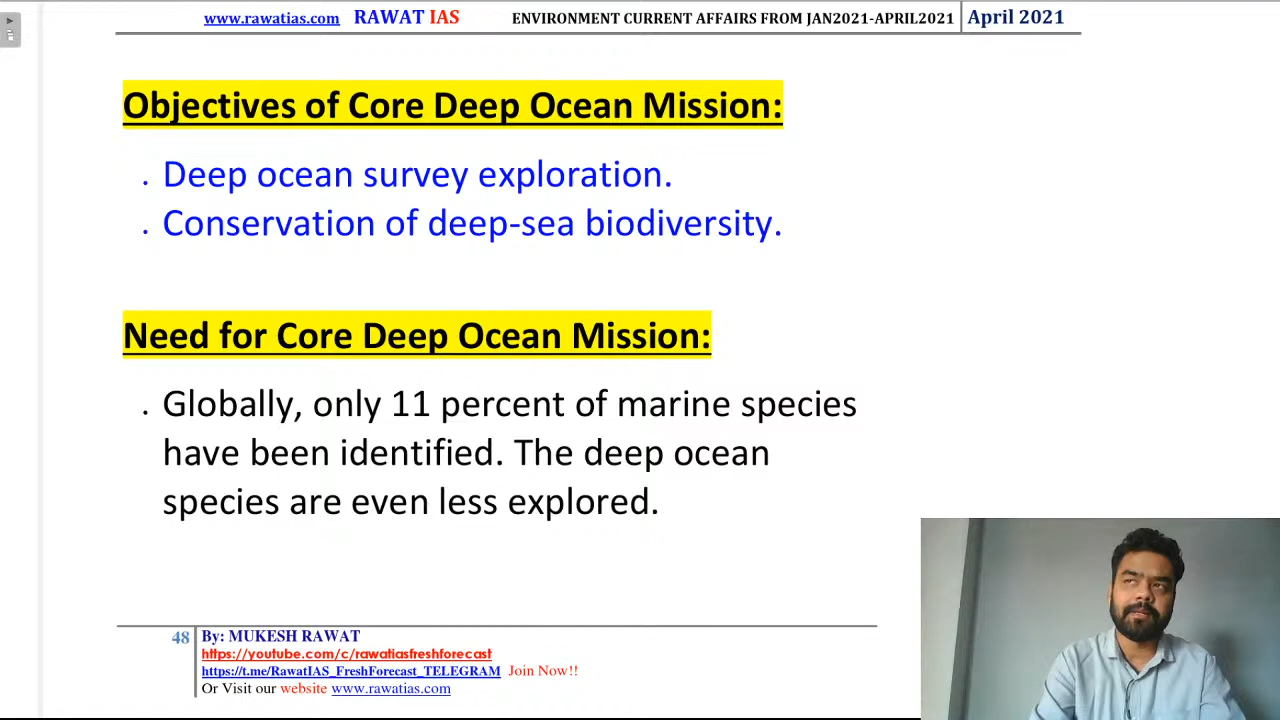 www.rawatias.com RAWAT IAS ENVIRONMENT CURRENT AFFAIRS FROM JAN2021-APRIL2021 April 2021
Objectives of Core Deep Ocean Mission:
. Deep ocean survey exploration.
. Conservation of deep-sea biodiversity.
Need for Core Deep Ocean Mission:
. Globally, only 11 percent of marine species
have been identified. The deep ocean
species are even less explored.
48 By: MUKESH RAWAT
https://youtube.com/c/rawatiasfreshforecast
https://t.me/RawatIAS_FreshForecast_TELEGRAM Join Now!!
Or Visit our website www.rawatias.com